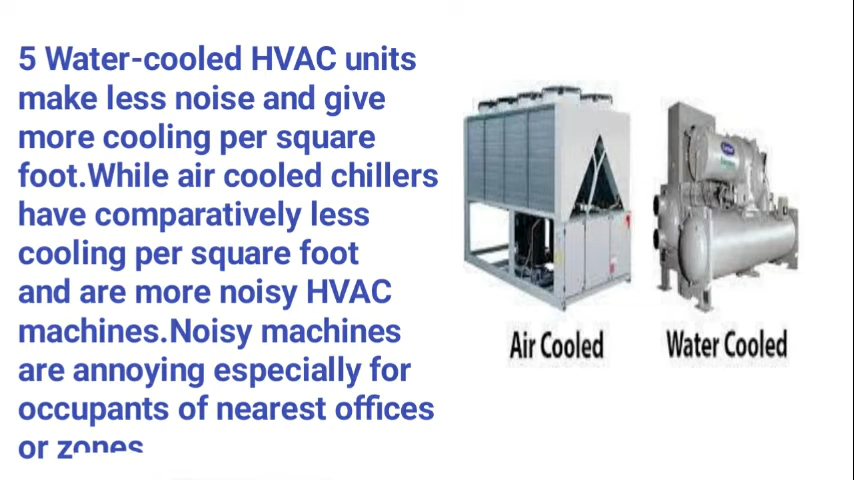 5 Water-cooled HVAC units
make less noise and give
more cooling per square
foot.While air cooled chillers
have comparatively less
cooling per square foot
and are more noisy HVAC
machines.Noisy machines
are annoying especially for
occupants of nearest offices
or zones
Air Cooled
Water Cooled